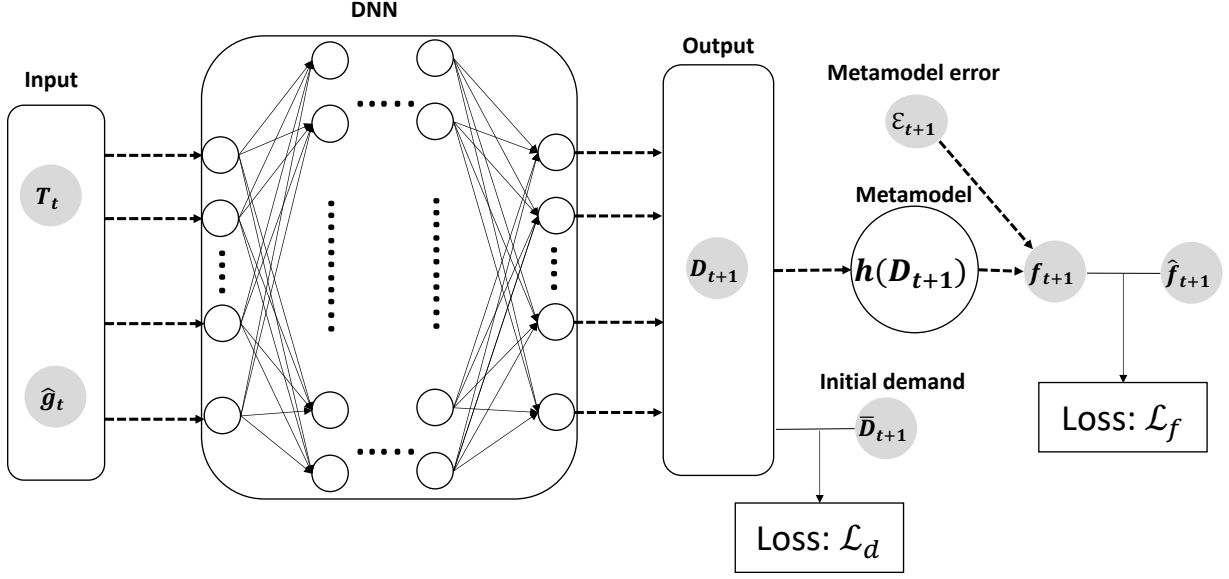 DNN
Input
Output
Metamodel error
T_t
ĝ_t
D_{t+1}
ℰ_{t+1}
Metamodel
h(D_{t+1})
f_{t+1}
f̂_{t+1}
Initial demand
D̅_{t+1}
Loss: ℒ_f
Loss: ℒ_d